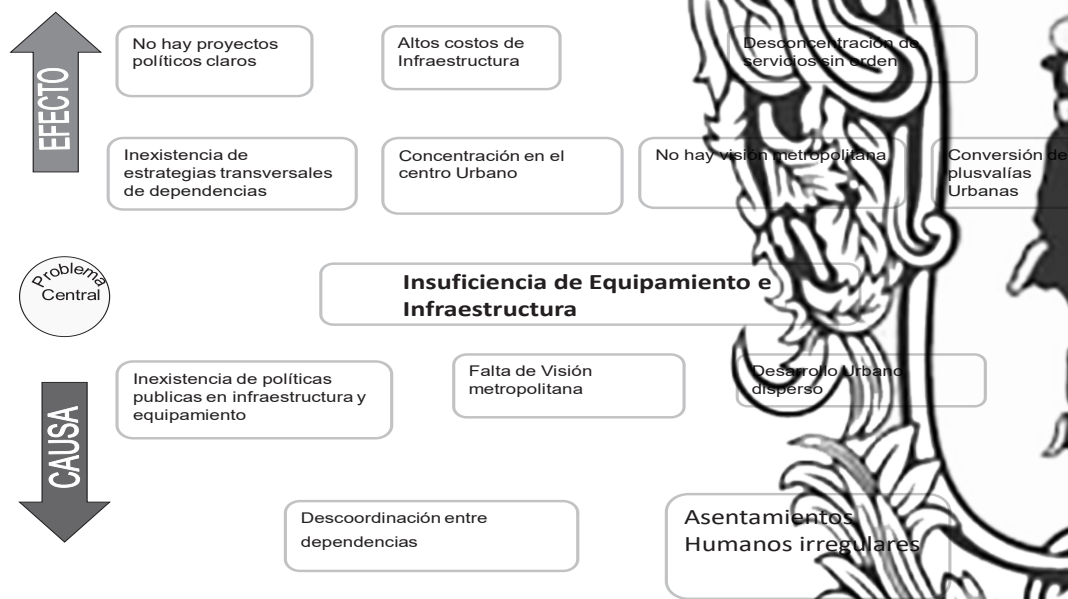 EFECTO
No hay proyectos
políticos claros
Altos costos de
Infraestructura
Desconcentración de
servicios sin orden
Inexistencia de
estrategias transversales
de dependencias
Concentración en el
centro Urbano
No hay visión metropolitana
Conversión de
plusvalías
Urbanas
Problema
Central
Insuficiencia de Equipamiento e
Infraestructura
CAUSA
Inexistencia de políticas
publicas en infraestructura y
equipamiento
Falta de Visión
metropolitana
Desarrollo Urbano
disperso
Descoordinación entre
dependencias
Asentamientos
Humanos irregulares